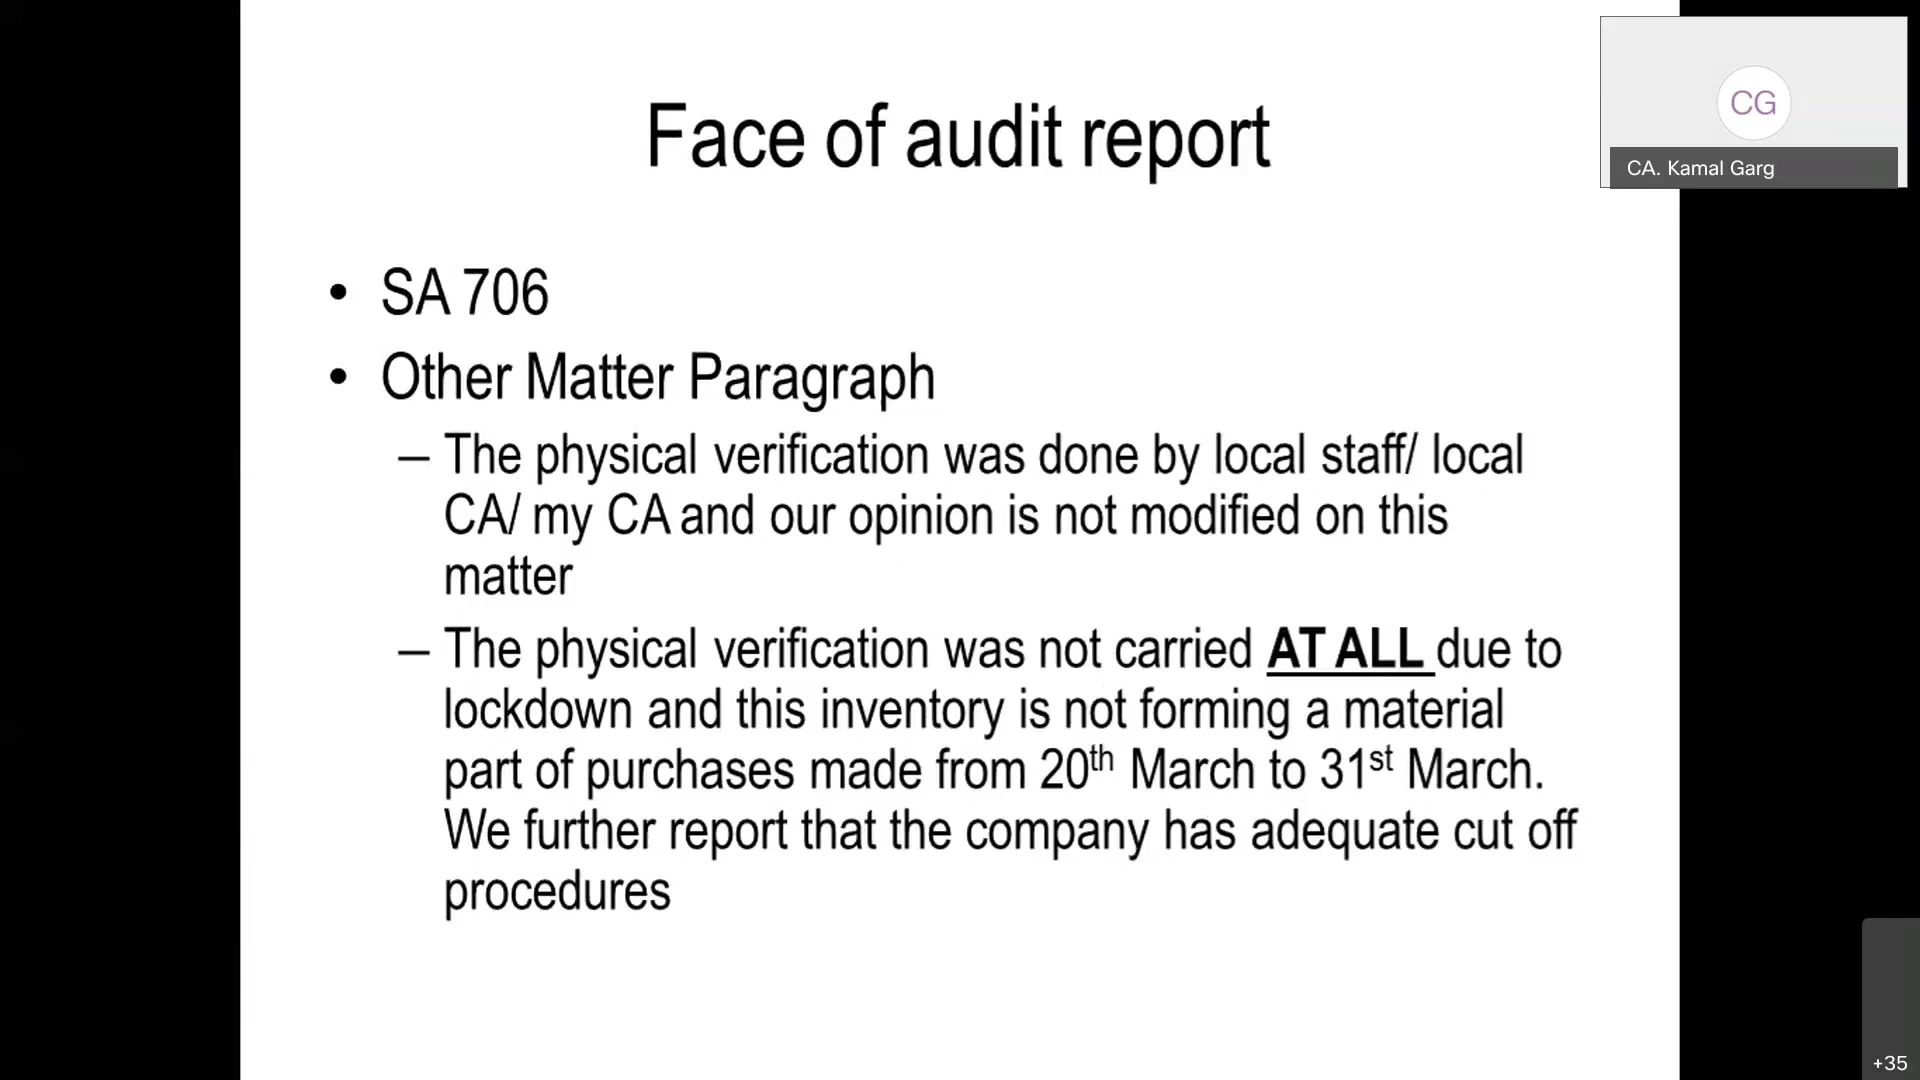 Face of audit report
CG
CA. Kamal Garg
• SA 706
• Other Matter Paragraph
– The physical verification was done by local staff/ local
CA/ my CA and our opinion is not modified on this
matter
– The physical verification was not carried AT ALL due to
lockdown and this inventory is not forming a material
part of purchases made from 20th March to 31st March.
We further report that the company has adequate cut off
procedures
+35